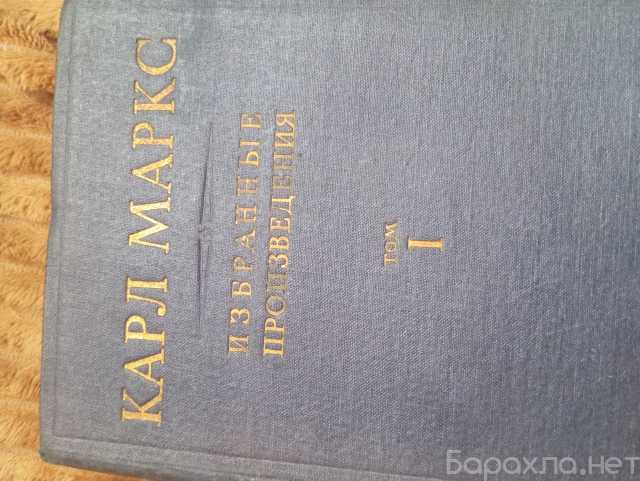 КАРЛ МАРКС
ИЗБРАННЫЕ
ПРОИЗВЕДЕНИЯ
ТОМ
I
Барахла.нет